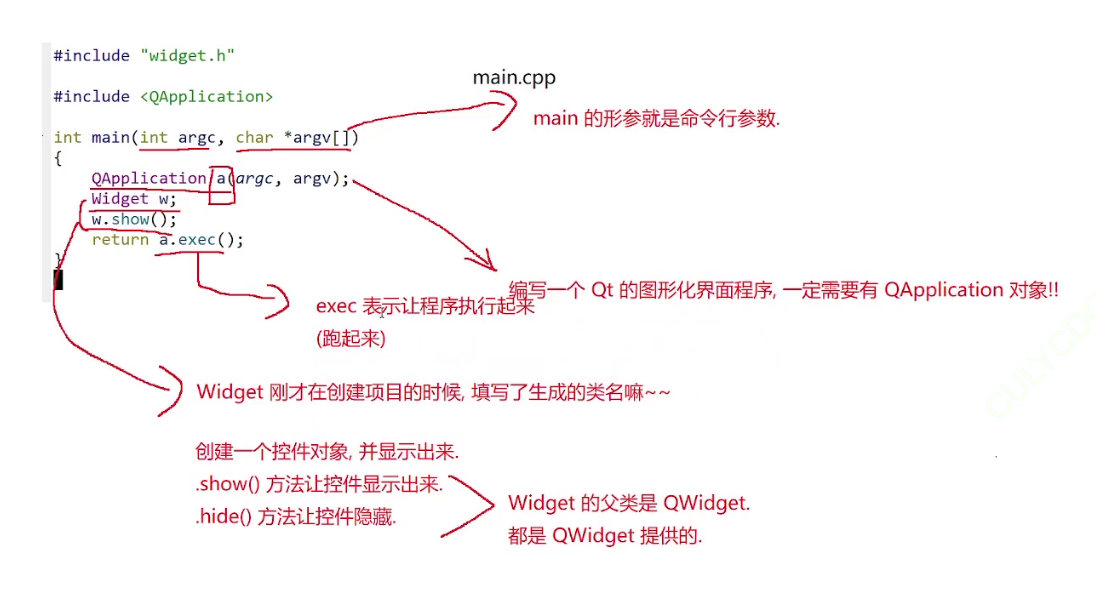 #include "widget.h"
main.cpp
#include <QApplication>
main 的形参就是命令行参数.
int main(int argc, char *argv[])
{
QApplication a(argc, argv);
Widget w;
w.show();
return a.exec();
}
编写一个 Qt 的图形化界面程序, 一定需要有 QApplication 对象!!
exec 表示让程序执行起来
(跑起来)
Widget 刚才在创建项目的时候, 填写了生成的类名嘛~~
创建一个控件对象, 并显示出来.
.show() 方法让控件显示出来.
.hide() 方法让控件隐藏.
Widget 的父类是 QWidget.
都是 QWidget 提供的.